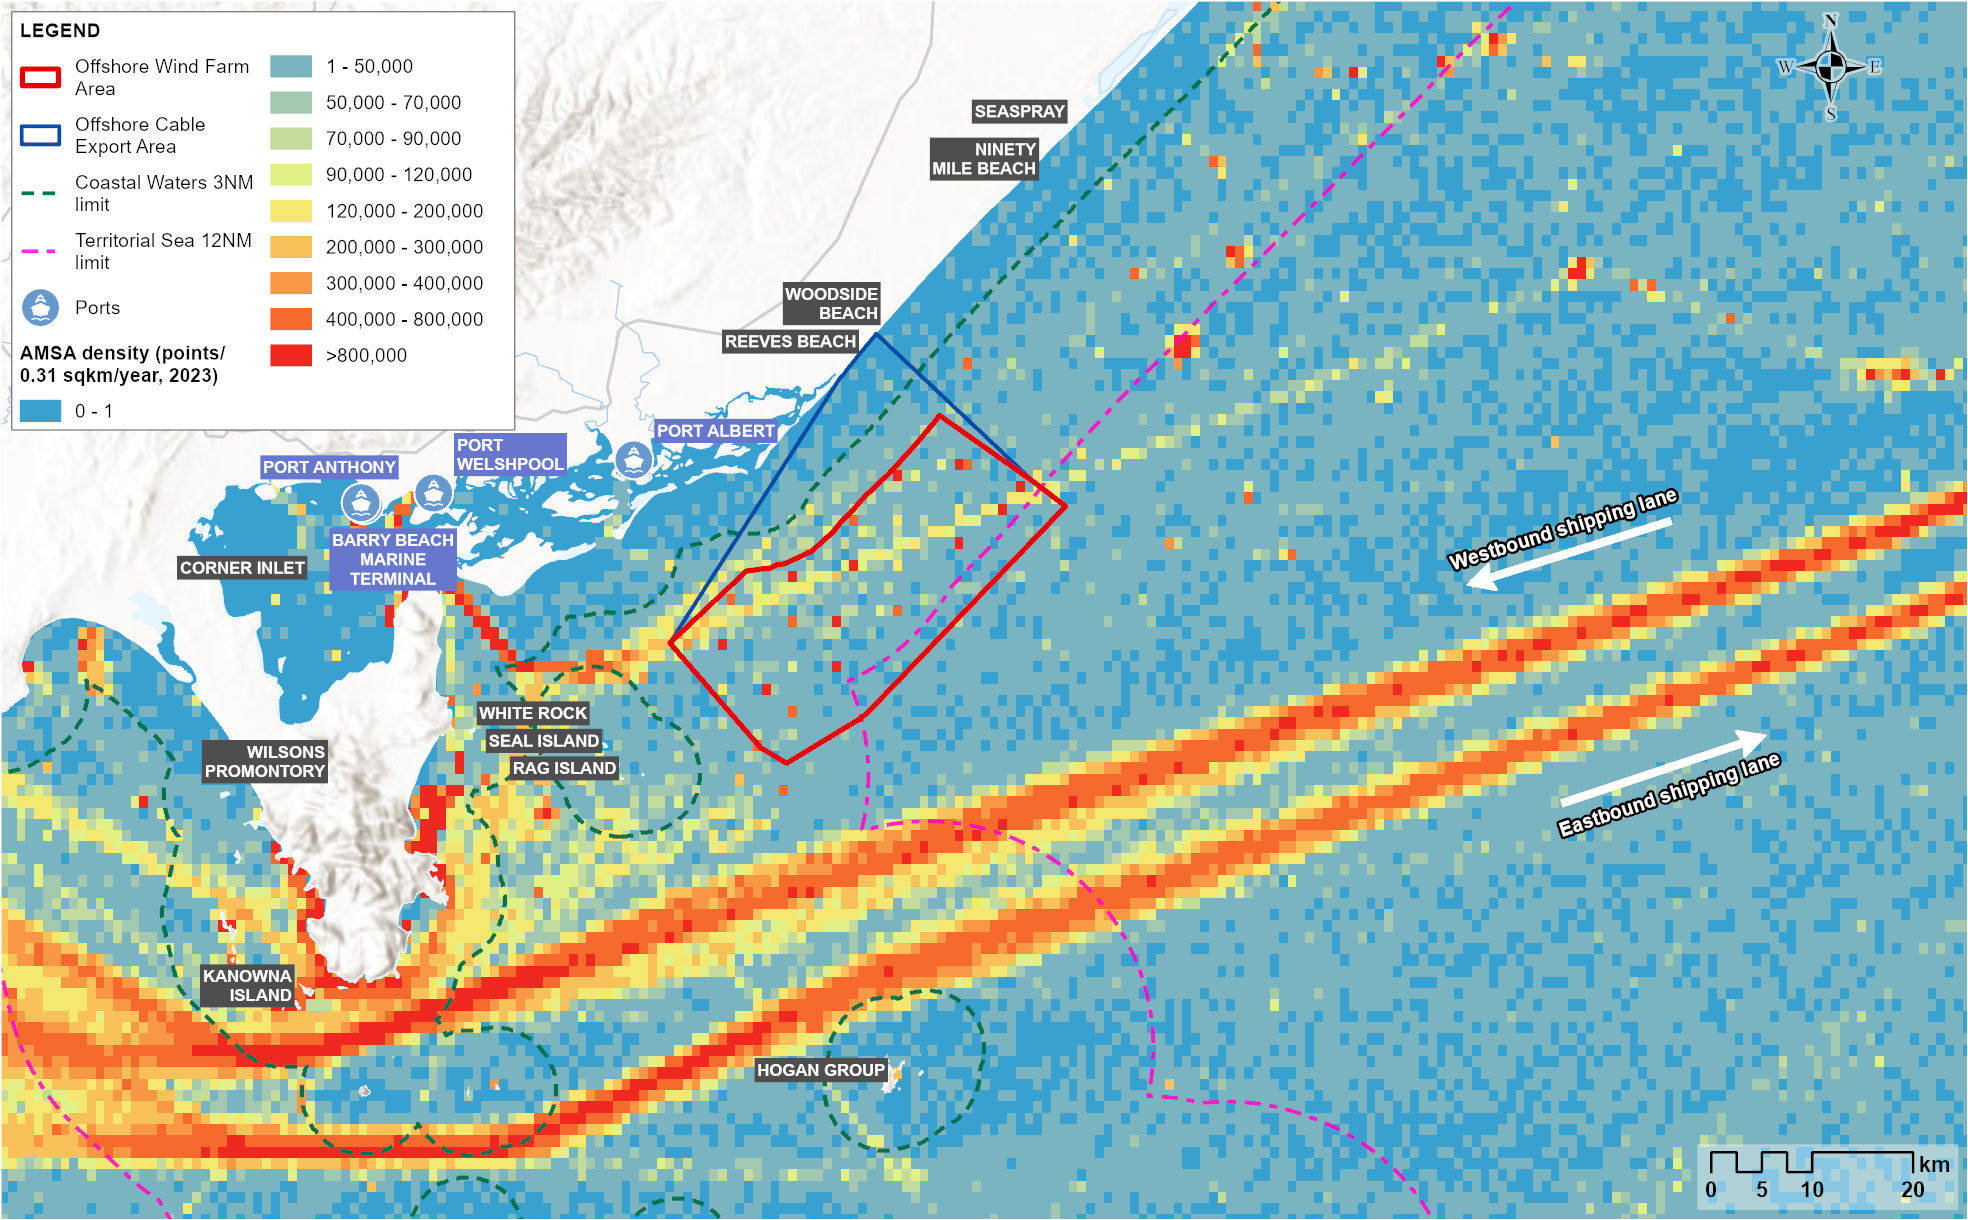 LEGEND
Offshore Wind Farm
Area
Offshore Cable
Export Area
Coastal Waters 3NM
limit
Territorial Sea 12NM
limit
Ports
AMSA density (points/
0.31 sqkm/year, 2023)
0 - 1
1 - 50,000
50,000 - 70,000
70,000 - 90,000
90,000 - 120,000
120,000 - 200,000
200,000 - 300,000
300,000 - 400,000
400,000 - 800,000
>800,000
N
W
E
S
SEASPRAY
NINETY
MILE BEACH
WOODSIDE
BEACH
REEVES BEACH
PORT ALBERT
PORT
WELSHPOOL
PORT ANTHONY
BARRY BEACH
MARINE
TERMINAL
CORNER INLET
Westbound shipping lane
WHITE ROCK
SEAL ISLAND
RAG ISLAND
WILSONS
PROMONTORY
Eastbound shipping lane
KANOWNA
ISLAND
HOGAN GROUP
km
0 5 10 20